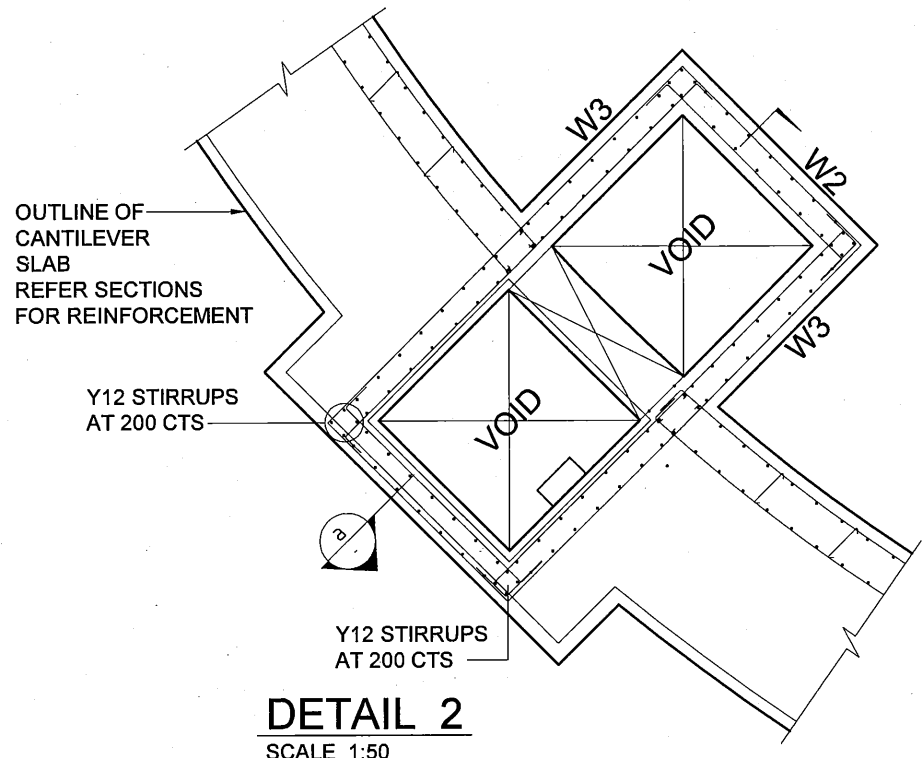 W3
W2
OUTLINE OF
CANTILEVER
SLAB
REFER SECTIONS
FOR REINFORCEMENT
VOID
W3
Y12 STIRRUPS
AT 200 CTS
VOID
a
Y12 STIRRUPS
AT 200 CTS
DETAIL 2
SCALE 1:50